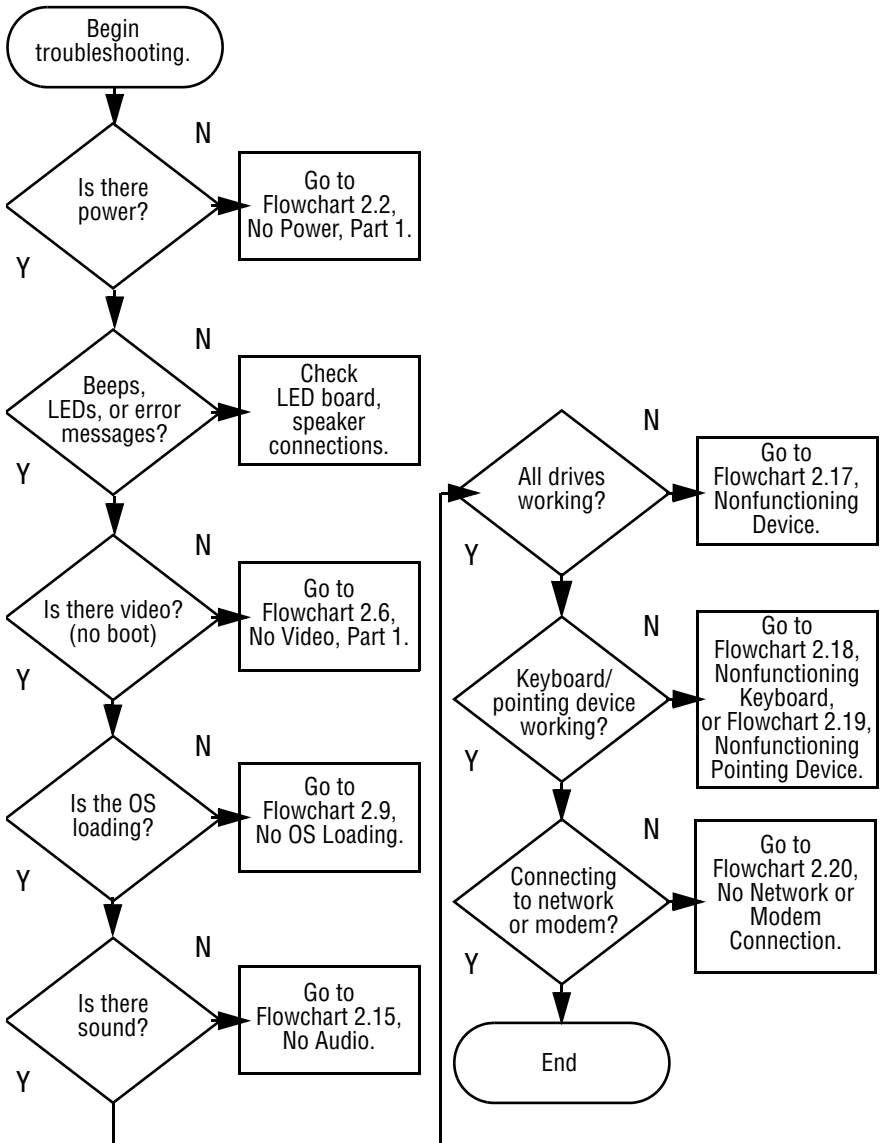 Begin
troubleshooting.
N
Is there
power?
Go to
Flowchart 2.2,
No Power, Part 1.
Y
N
Beeps,
LEDs, or error
messages?
Check
LED board,
speaker
connections.
Y
N
Is there video?
(no boot)
Go to
Flowchart 2.6,
No Video, Part 1.
Y
N
Is the OS
loading?
Go to
Flowchart 2.9,
No OS Loading.
Y
N
Is there
sound?
Go to
Flowchart 2.15,
No Audio.
Y
N
All drives
working?
Go to
Flowchart 2.17,
Nonfunctioning
Device.
Y
N
Keyboard/
pointing device
working?
Go to
Flowchart 2.18,
Nonfunctioning
Keyboard,
or Flowchart 2.19,
Nonfunctioning
Pointing Device.
Y
N
Connecting
to network
or modem?
Go to
Flowchart 2.20,
No Network or
Modem
Connection.
Y
End